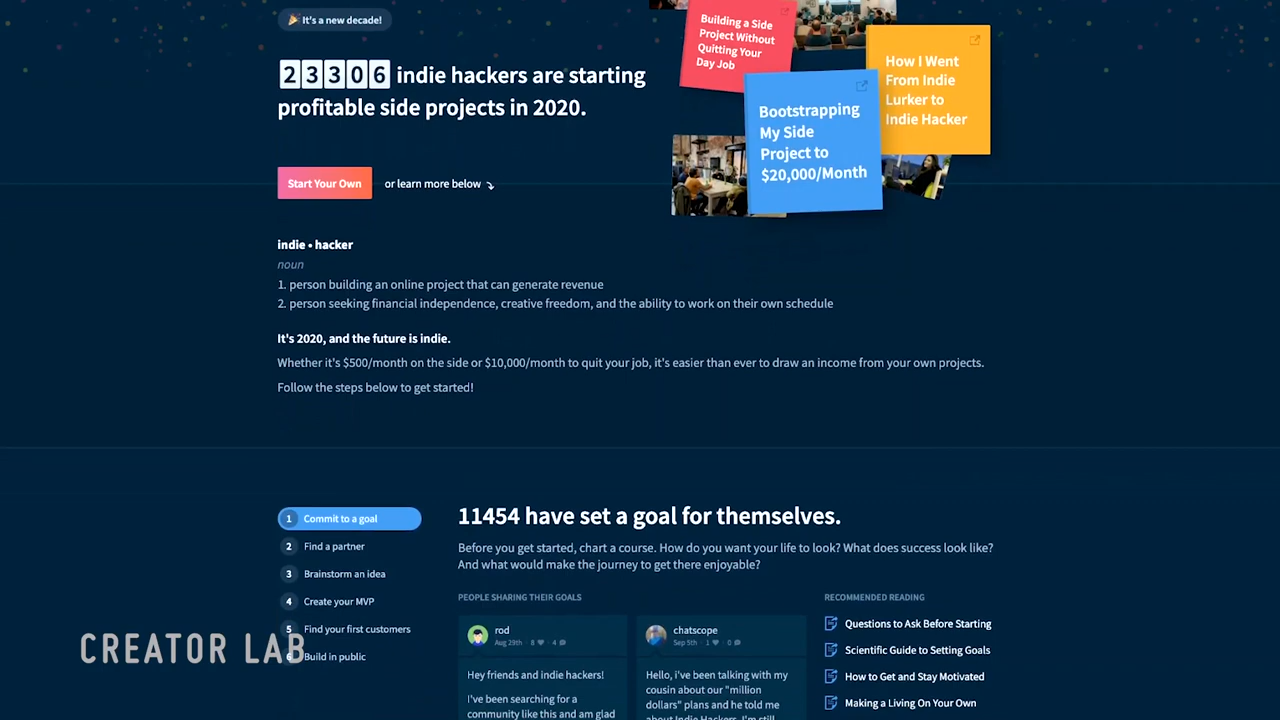 🎉 It's a new decade!
23306 indie hackers are starting
profitable side projects in 2020.
Start Your Own
or learn more below
Building a Side
Project Without
Quitting Your
Day Job
How I Went
From Indie
Lurker to
Indie Hacker
Bootstrapping
My Side
Project to
$20,000/Month
indie • hacker
noun
1. person building an online project that can generate revenue
2. person seeking financial independence, creative freedom, and the ability to work on their own schedule
It's 2020, and the future is indie.
Whether it's $500/month on the side or $10,000/month to quit your job, it's easier than ever to draw an income from your own projects.
Follow the steps below to get started!
1 Commit to a goal
2 Find a partner
3 Brainstorm an idea
4 Create your MVP
5 Find your first customers
6 Build in public
CREATOR LAB
11454 have set a goal for themselves.
Before you get started, chart a course. How do you want your life to look? What does success look like?
And what would make the journey to get there enjoyable?
PEOPLE SHARING THEIR GOALS
rod
Aug 29th · 8 ♥ · 4
Hey friends and indie hackers!
I've been searching for a
community like this and am glad
chatscope
Sep 5th · 1 ♥ · 0
Hello, i've been talking with my
cousin about our "million
dollars" plans and he told me
about Indie Hackers. I'm still
RECOMMENDED READING
Questions to Ask Before Starting
Scientific Guide to Setting Goals
How to Get and Stay Motivated
Making a Living On Your Own